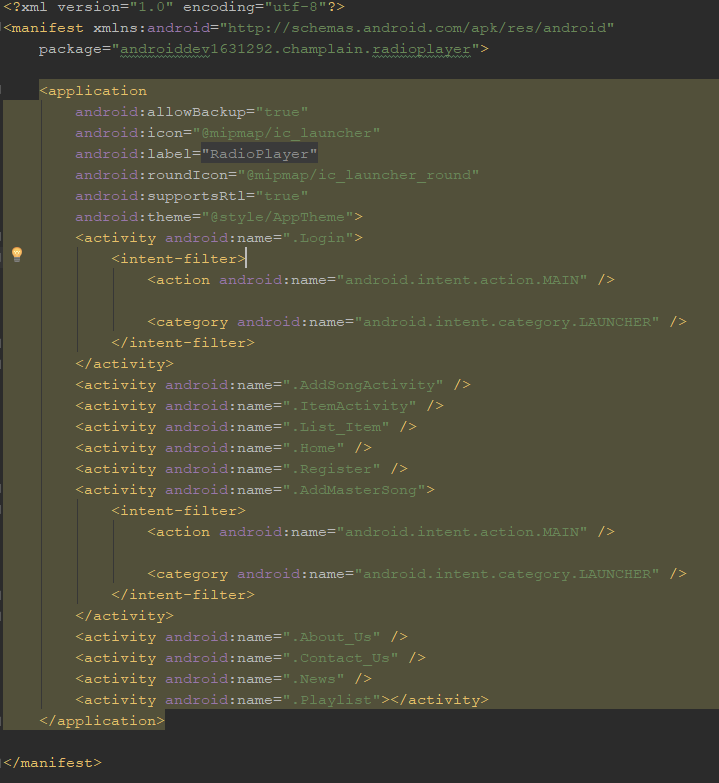 <?xml version="1.0" encoding="utf-8"?>
<manifest xmlns:android="http://schemas.android.com/apk/res/android"
    package="androiddev1631292.champlain.radioplayer">

    <application
        android:allowBackup="true"
        android:icon="@mipmap/ic_launcher"
        android:label="RadioPlayer"
        android:roundIcon="@mipmap/ic_launcher_round"
        android:supportsRtl="true"
        android:theme="@style/AppTheme">
        <activity android:name=".Login">
            <intent-filter>
                <action android:name="android.intent.action.MAIN" />

                <category android:name="android.intent.category.LAUNCHER" />
            </intent-filter>
        </activity>
        <activity android:name=".AddSongActivity" />
        <activity android:name=".ItemActivity" />
        <activity android:name=".List_Item" />
        <activity android:name=".Home" />
        <activity android:name=".Register" />
        <activity android:name=".AddMasterSong">
            <intent-filter>
                <action android:name="android.intent.action.MAIN" />

                <category android:name="android.intent.category.LAUNCHER" />
            </intent-filter>
        </activity>
        <activity android:name=".About_Us" />
        <activity android:name=".Contact_Us" />
        <activity android:name=".News" />
        <activity android:name=".Playlist"></activity>
    </application>

</manifest>